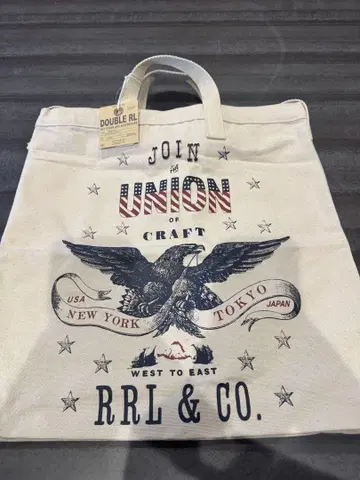 DOUBLE RL
JOIN
THE
UNION
OF
CRAFT
USA
NEW YORK
TOKYO
JAPAN
WEST TO EAST
RRL & CO.